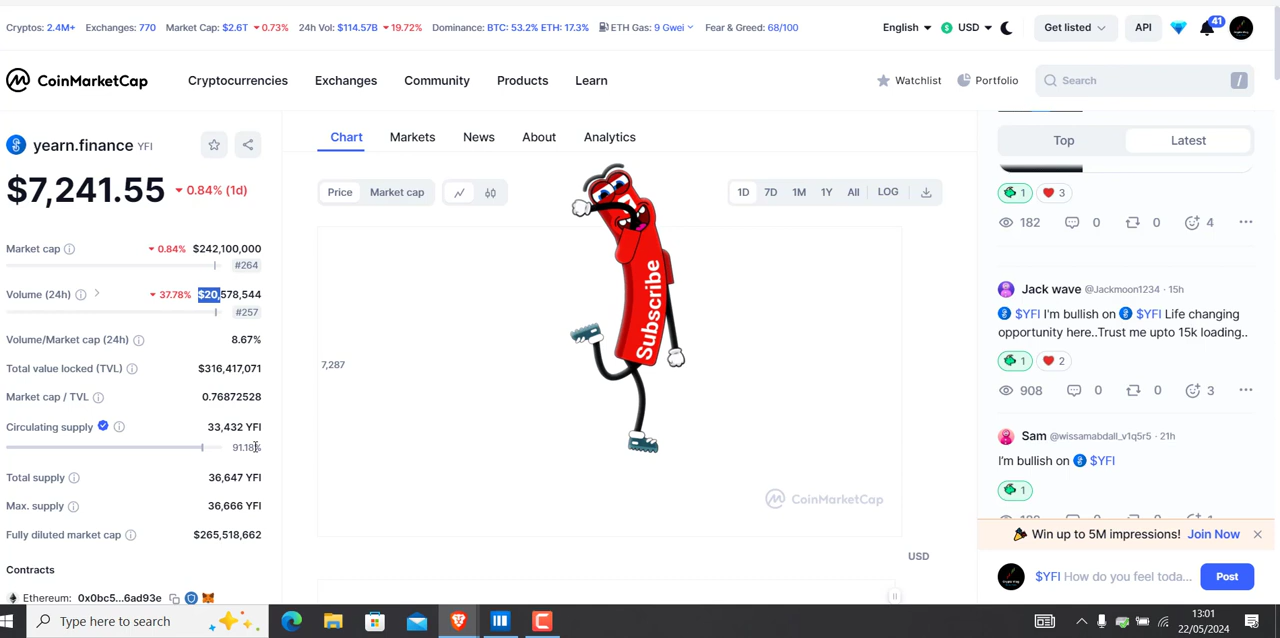 Cryptos: 2.4M+ Exchanges: 770 Market Cap: $2.6T 0.73% 24h Vol: $114.57B 19.72% Dominance: BTC: 53.2% ETH: 17.3% ETH Gas: 9 Gwei Fear & Greed: 68/100 English USD Get listed API 41
CoinMarketCap Cryptocurrencies Exchanges Community Products Learn Watchlist Portfolio Search /
yearn.finance YFI
$7,241.55 0.84% (1d)
Market cap 0.84% $242,100,000
#264
Volume (24h) 37.78% $20,578,544
#257
Volume/Market cap (24h) 8.67%
Total value locked (TVL) $316,417,071
Market cap / TVL 0.76872528
Circulating supply 33,432 YFI
91.18%
Total supply 36,647 YFI
Max. supply 36,666 YFI
Fully diluted market cap $265,518,662
Contracts
Ethereum: 0x0bc5...6ad93e
Chart Markets News About Analytics
Price Market cap 1D 7D 1M 1Y All LOG
7,287
Subscribe
CoinMarketCap
USD
Top Latest
1 3
182 0 0 4
Jack wave @Jackmoon1234 · 15h
$YFI I'm bullish on $YFI Life changing
opportunity here..Trust me upto 15k loading..
1 2
908 0 0 3
Sam @wissamabdall_v1q5r5 · 21h
I'm bullish on $YFI
1
Win up to 5M impressions! Join Now
$YFI How do you feel toda... Post
Type here to search
13:01
22/05/2024